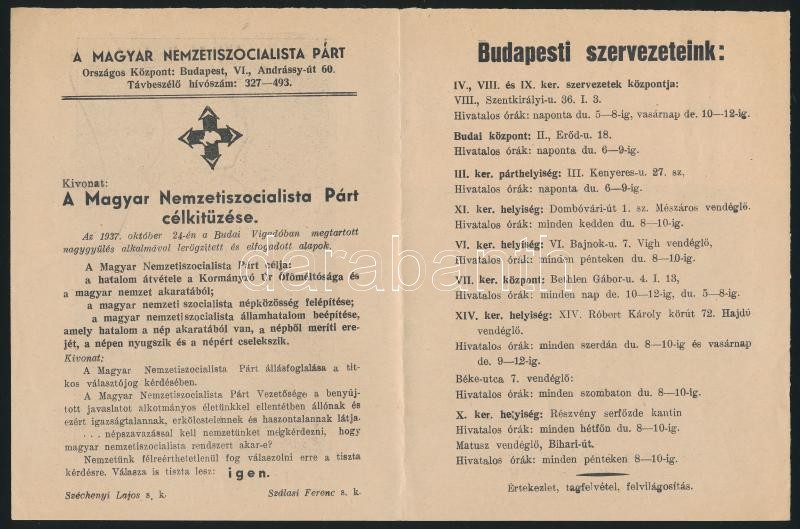 A MAGYAR NEMZETISZOCIALISTA PÁRT
Országos Központ: Budapest, VI., Andrássy-út 60.
Távbeszélő hívószám: 327—493.
Kivonat:
A Magyar Nemzetiszocialista Párt
célkitüzése.
Az 1937. október 24-én a Budai Vigadóban megtartott
nagygyülés alkalmával lerögzített és elfogadott alapok.
A Magyar Nemzetiszocialista Párt célja:
a hatalom átvétele a Kormányzó Úr Őfőméltósága és
a magyar nemzet akaratából;
a magyar nemzeti szocialista népközösség felépítése;
a magyar nemzetiszocialista államhatalom beépítése,
amely hatalom a nép akaratából van, a népből meríti ere-
jét, a népen nyugszik és a népért cselekszik.
Kivonat;
A Magyar Nemzetiszocialista Párt állásfoglalása a tit-
kos választójog kérdésében.
A Magyar Nemzetiszocialista Párt Vezetősége a benyúj-
tott javaslatot alkotmányos életünkkel ellentétben állónak és
ezért igazságtalannak, erkölcstelennek és haszontalannak látja.
. . . népszavazással kell nemzetünket megkérdezni, hogy
magyar nemzetiszocialista rendszert akar-e?
Nemzetünk félreérthetetlenül fog válaszolni erre a tiszta
kérdésre. Válasza is tiszta lesz: igen.
Széchenyi Lajos s. k. Szálasi Ferenc s. k.
Budapesti szervezeteink:
IV., VIII. és IX. ker. szervezetek központja:
VIII., Szentkirályi-u. 36. I. 3.
Hivatalos órák: naponta du. 5—8-ig, vasárnap de. 10—12-ig.
Budai központ: II., Erőd-u. 18.
Hivatalos órák: naponta du. 6—9-ig.
III. ker. párthelyiség: III. Kenyeres-u. 27. sz,
Hivatalos órák: naponta du. 6—9-ig.
XI. ker. helyiség: Dombóvári-út 1. sz. Mészáros vendéglő.
Hivatalos órák: minden kedden du. 8—10-ig.
VI. ker. helyiség: VI. Bajnok-u. 7. Vigh vendéglő,
Hivatalos órák: minden pénteken du. 8—10-ig.
VII. ker. központ: Bethlen Gábor-u. 4. I. 13,
Hivatalos órák: minden nap de. 10—12-ig, du. 5—8-ig.
XIV. ker. helyiség: XIV. Róbert Károly körút 72. Hajdú
vendéglő.
Hivatalos órák: minden szerdán du. 8—10-ig és vasárnap
de. 9—12-ig.
Béke-utca 7. vendéglő:
Hivatalos órák: minden szombaton du. 8—10-ig.
X. ker. helyiség: Részvény serfőzde kantin
Hivatalos órák: minden hétfőn du. 8—10-ig.
Matusz vendéglő, Bihari-út.
Hivatalos órák: minden pénteken 8—10-ig.
Értekezlet, tagfelvétel, felvilágosítás.
darabanth.com